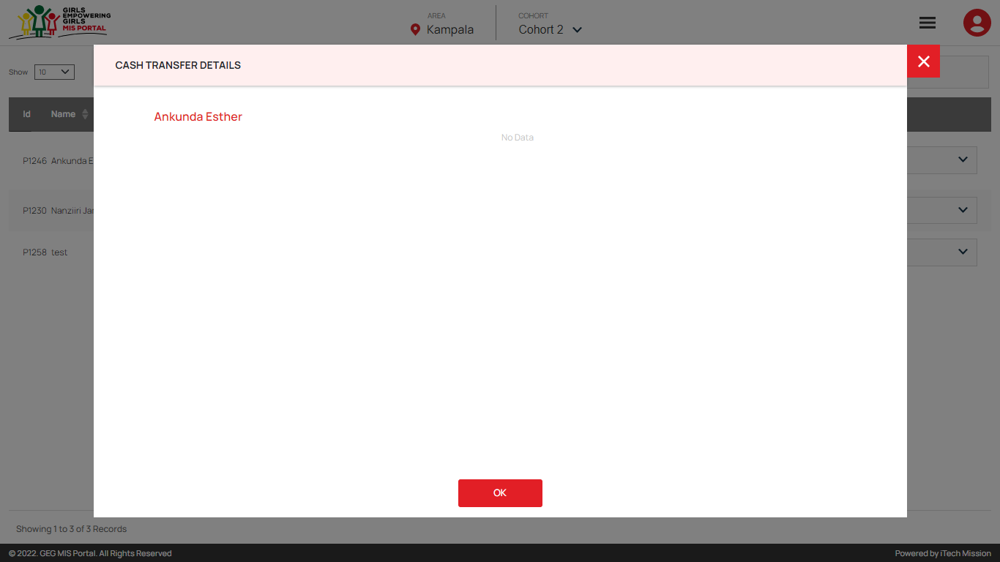 GIRLS
EMPOWERING
GIRLS
MIS PORTAL
AREA
Kampala
COHORT
Cohort 2
CASH TRANSFER DETAILS
Show 10
Id Name
Ankunda Esther
No Data
P1246 Ankunda E
P1230 Nanziiri Jan
P1258 test
OK
Showing 1 to 3 of 3 Records
© 2022. GEG MIS Portal. All Rights Reserved
Powered by iTech Mission